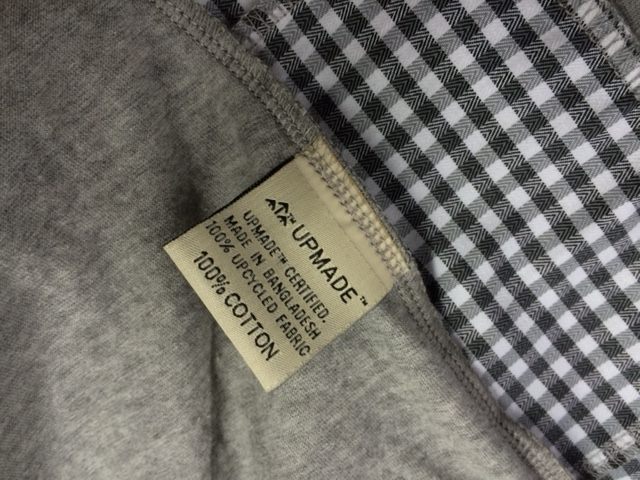 UPMADE™
UPMADE™ CERTIFIED.
MADE IN BANGLADESH
100% UPCYCLED FABRIC
100% COTTON